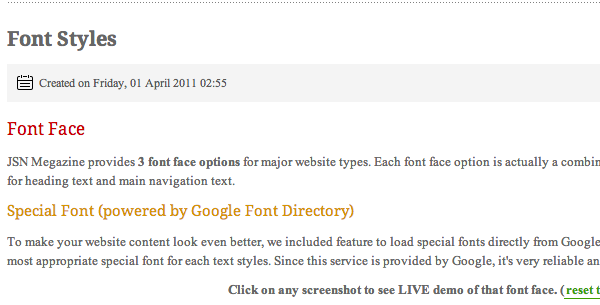 Font Styles
Created on Friday, 01 April 2011 02:55
Font Face
JSN Megazine provides 3 font face options for major website types. Each font face option is actually a
for heading text and main navigation text.
Special Font (powered by Google Font Directory)
To make your website content look even better, we included feature to load special fonts directly from Google
most appropriate special font for each text styles. Since this service is provided by Google, it's very reliable
Click on any screenshot to see LIVE demo of that font face. (reset